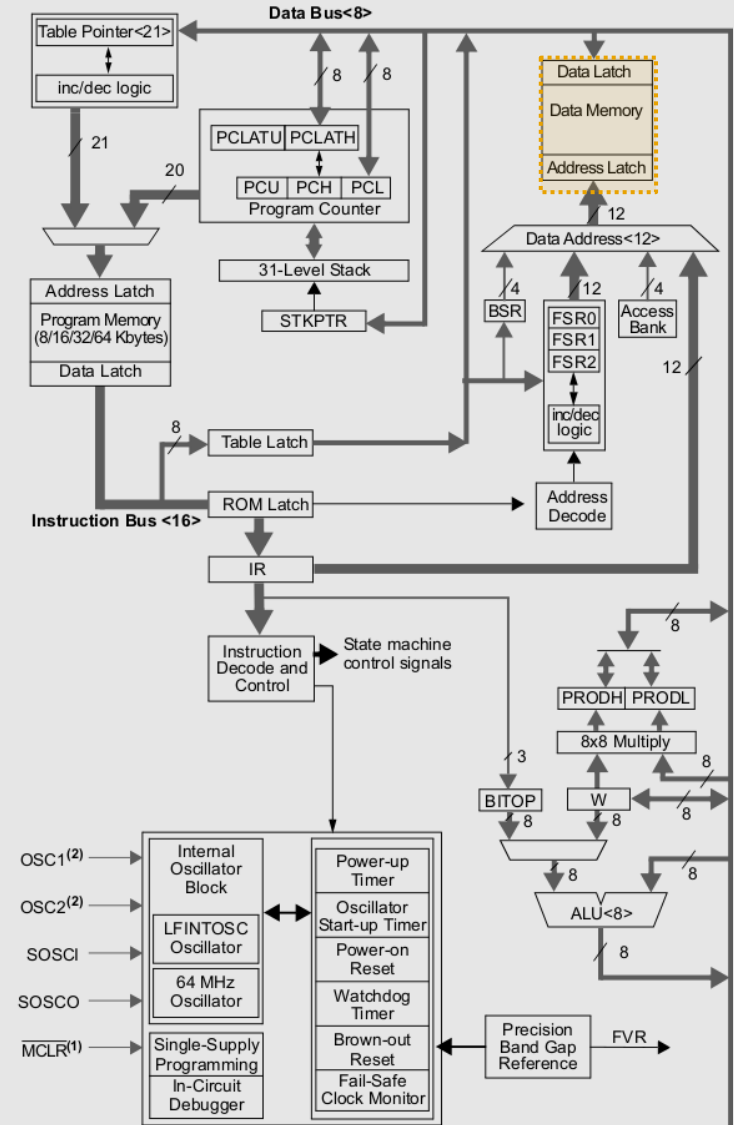 Data Bus<8>
Table Pointer<21>
inc/dec logic
21
20
8
8
PCLATU
PCLATH
PCU
PCH
PCL
Program Counter
31-Level Stack
STKPTR
Data Latch
Data Memory
Address Latch
12
Data Address<12>
4
12
4
BSR
FSR0
FSR1
FSR2
inc/dec
logic
Access
Bank
12
Address Latch
Program Memory
(8/16/32/64 Kbytes)
Data Latch
8
Table Latch
ROM Latch
Instruction Bus <16>
Address
Decode
IR
Instruction
Decode and
Control
State machine
control signals
8
PRODH
PRODL
8x8 Multiply
8
3
BITOP
W
8
8
8
8
8
ALU<8>
8
OSC1(2)
OSC2(2)
SOSCI
SOSCO
MCLR(1)
Internal
Oscillator
Block
LFINTOSC
Oscillator
64 MHz
Oscillator
Single-Supply
Programming
In-Circuit
Debugger
Power-up
Timer
Oscillator
Start-up Timer
Power-on
Reset
Watchdog
Timer
Brown-out
Reset
Fail-Safe
Clock Monitor
Precision
Band Gap
Reference
FVR